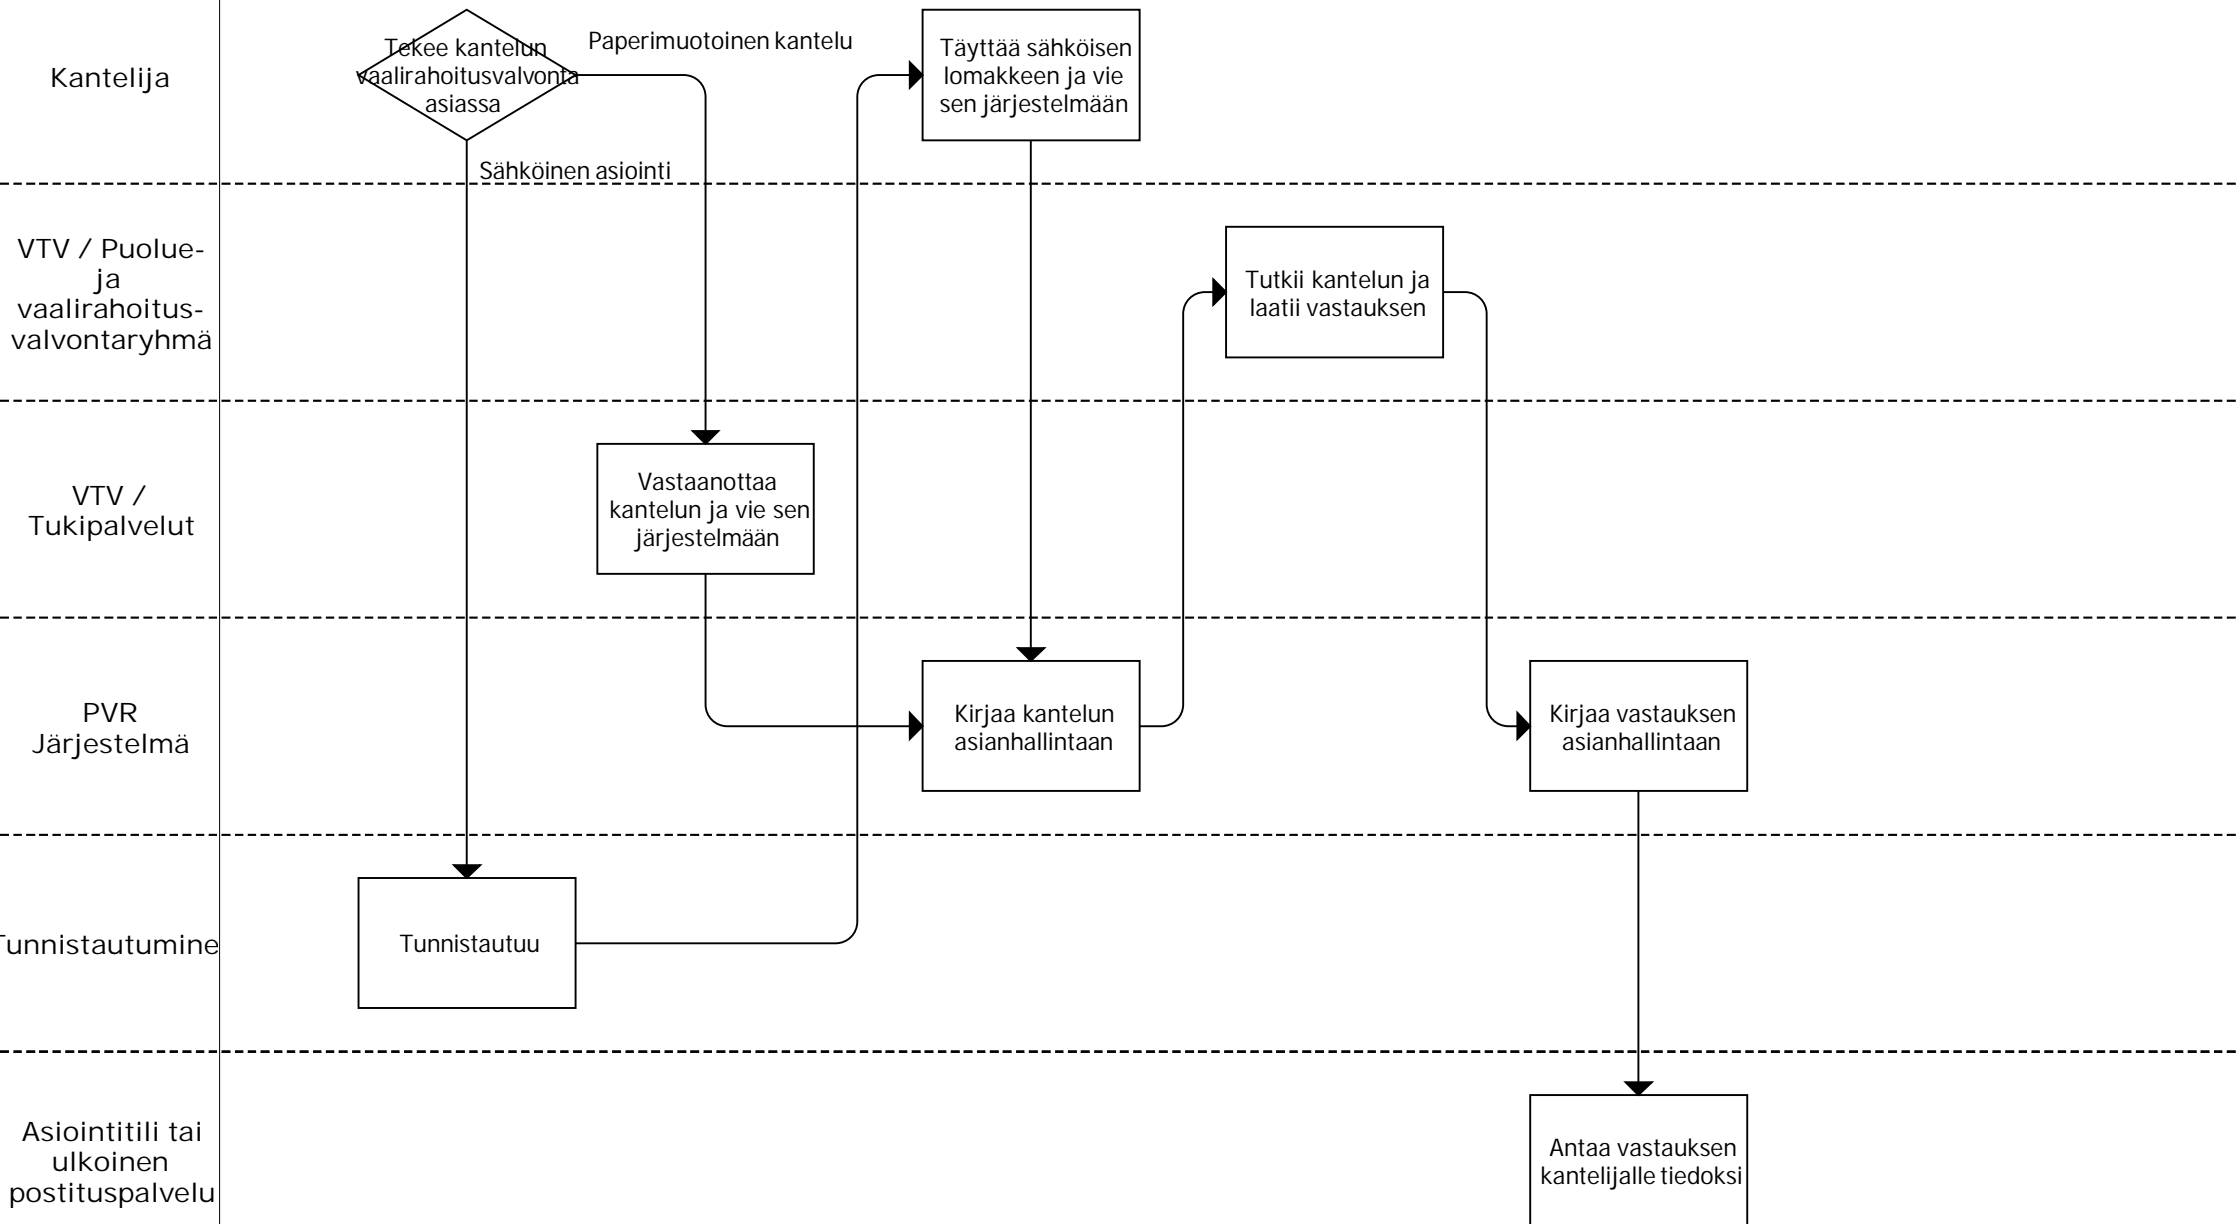 Kantelija
Tekee kantelun
vaalirahoitusvalvonta
asiassa
Paperimuotoinen kantelu
Täyttää sähköisen
lomakkeen ja vie
sen järjestelmään
Sähköinen asiointi
VTV / Puolue-
ja
vaalirahoitus-
valvontaryhmä
Tutkii kantelun ja
laatii vastauksen
VTV /
Tukipalvelut
Vastaanottaa
kantelun ja vie sen
järjestelmään
PVR
Järjestelmä
Kirjaa kantelun
asianhallintaan
Kirjaa vastauksen
asianhallintaan
Tunnistautumine
Tunnistautuu
Asiointitili tai
ulkoinen
postituspalvelu
Antaa vastauksen
kantelijalle tiedoksi